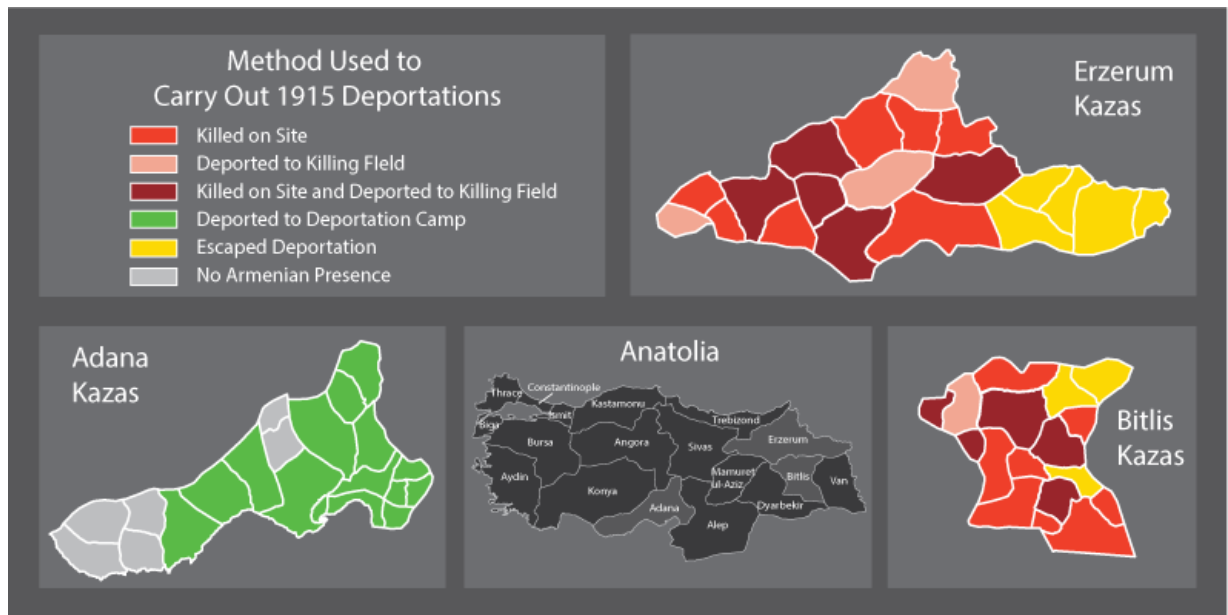 Method Used to
Carry Out 1915 Deportations
Killed on Site
Deported to Killing FIeld
Killed on Site and Deported to Killing Field
Deported to Deportation Camp
Escaped Deportation
No Armenian Presence
Erzerum
Kazas
Adana
Kazas
Anatolia
Constantinople
Thrace
Ismit
Kastamonu
Biga
Trebizond
Bursa
Angora
Sivas
Erzerum
Aydin
Mamuret
ul-Aziz
Bitlis
Van
Konya
Adana
Dyarbekir
Alep
Bitlis
Kazas